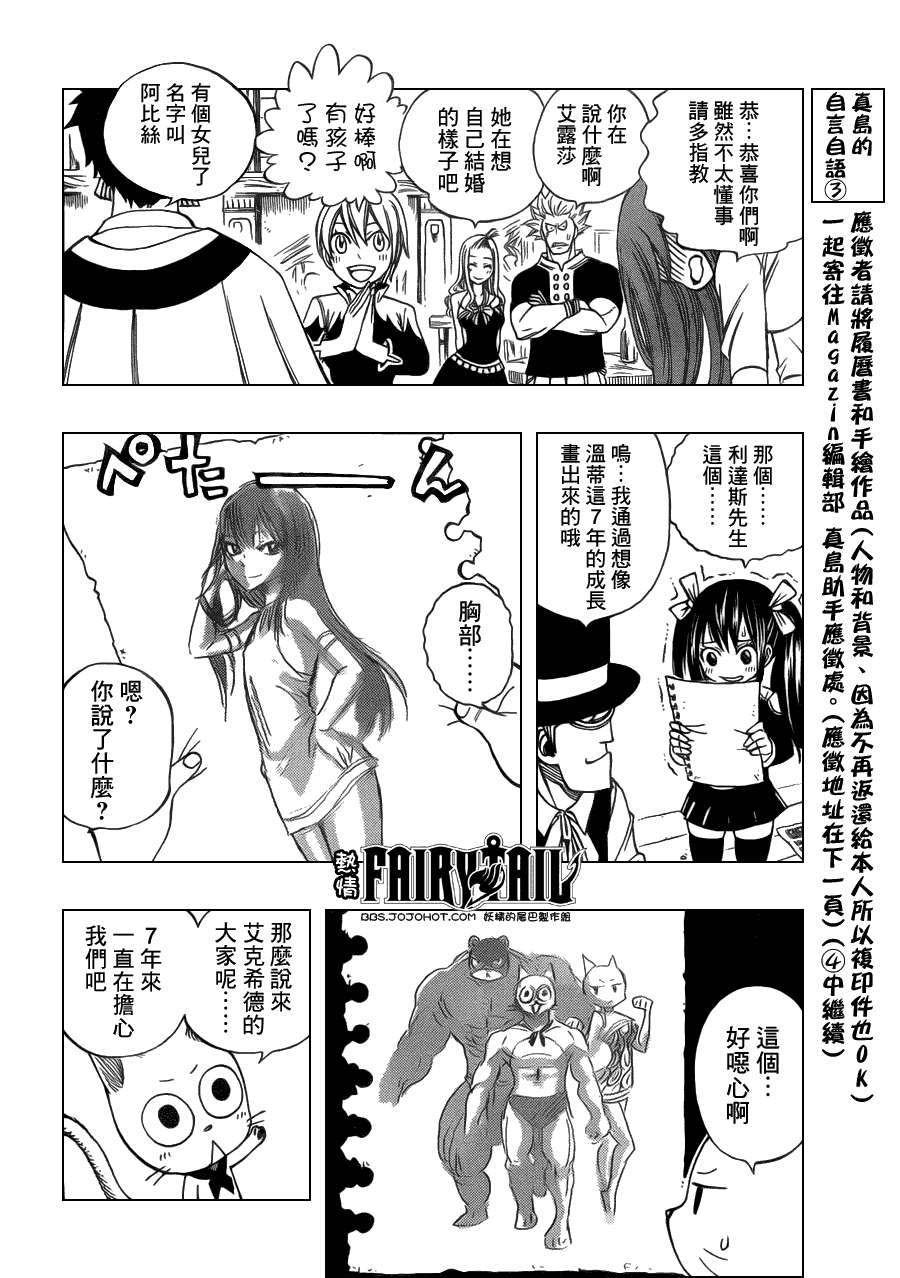 真島的
自言自語③
應徵者請將履曆書和手繪作品(人物和背景、因為不再返還給本人所以複印件也OK)
一起寄往Magazin編輯部 真島助手應徵處。(應徵地址在下一頁)(④中繼續)
恭…恭喜你們啊
雖然不太懂事
請多指教
你在
說什麼啊
艾露莎
她在想
自己結婚
的樣子吧
好棒啊
有孩子
了嗎?
有個女兒了
名字叫
阿比絲
那個……
利達斯先生
這個……
嗚…我通過想像
溫蒂這7年的成長
畫出來的哦
ぺたーん
胸部……
嗯?
你說了什麼?
熱情
FAIRY TAIL
BBS.JOJOHOT.COM 妖精的尾巴製作組
這個…
好噁心啊
那麼說來
艾克希德的
大家呢……
7年來
一直在擔心
我們吧